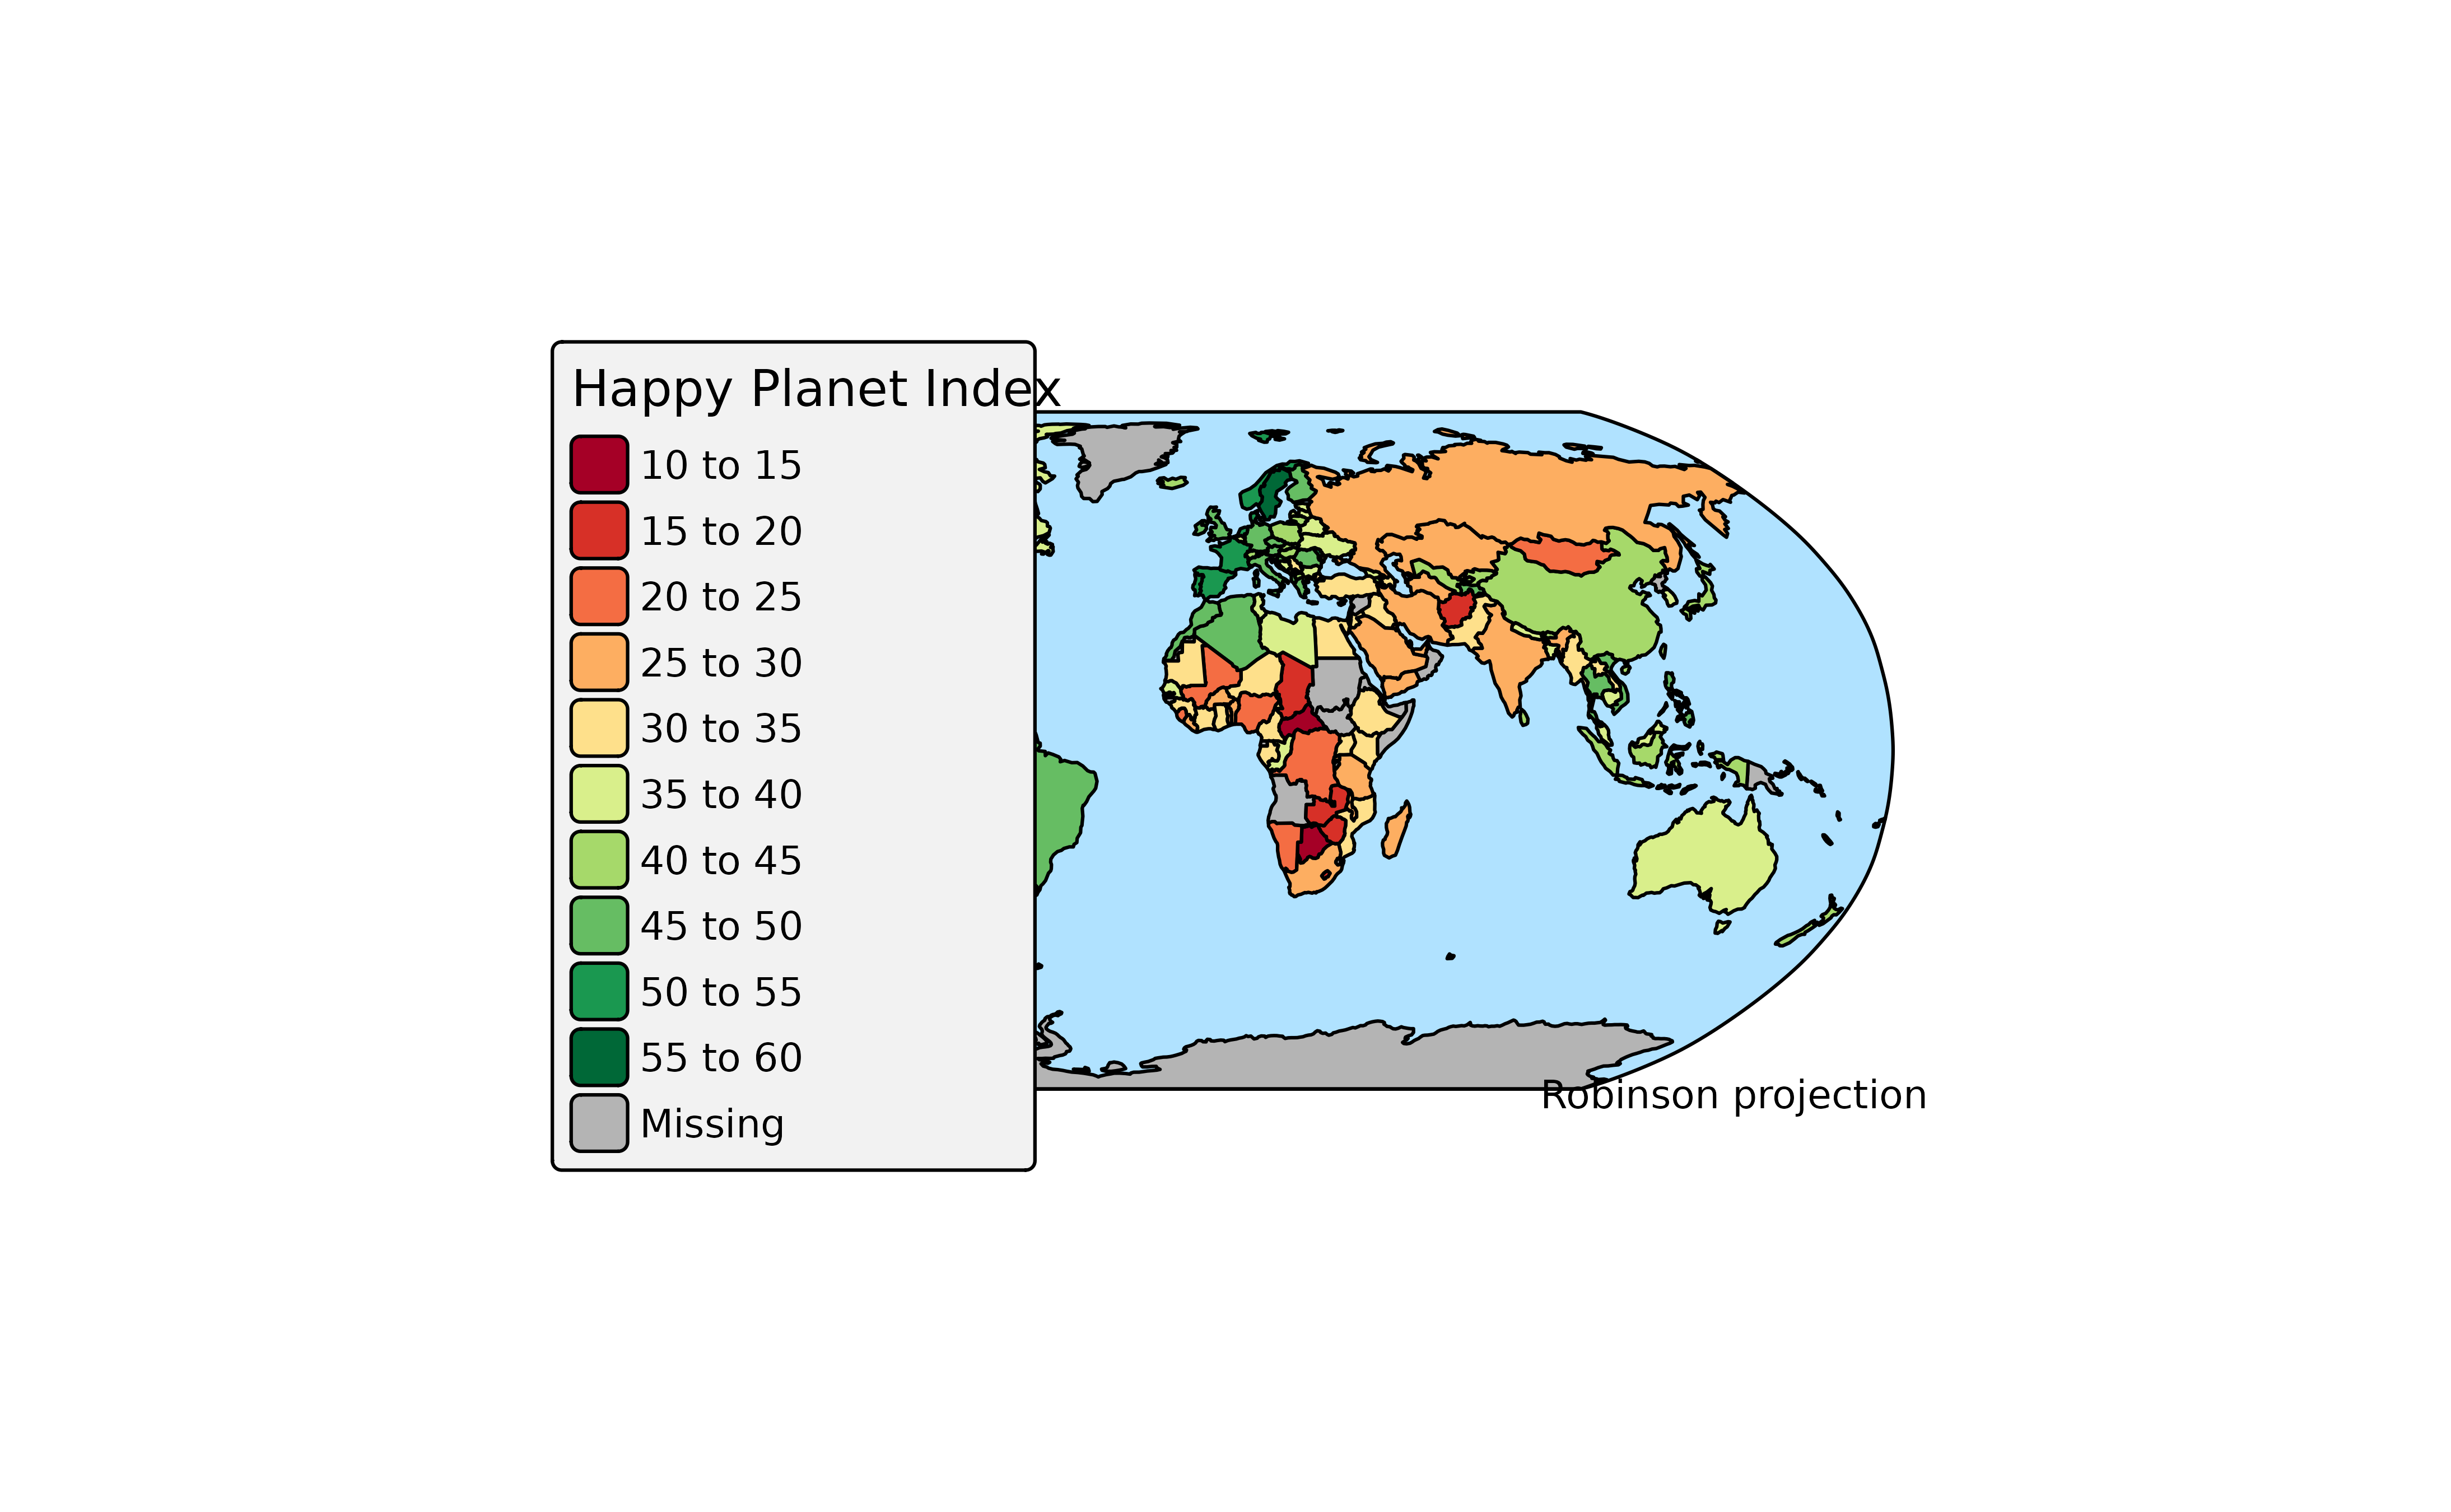 Happy Planet Index
10 to 15
15 to 20
20 to 25
25 to 30
30 to 35
35 to 40
40 to 45
45 to 50
50 to 55
55 to 60
Missing
Robinson projection